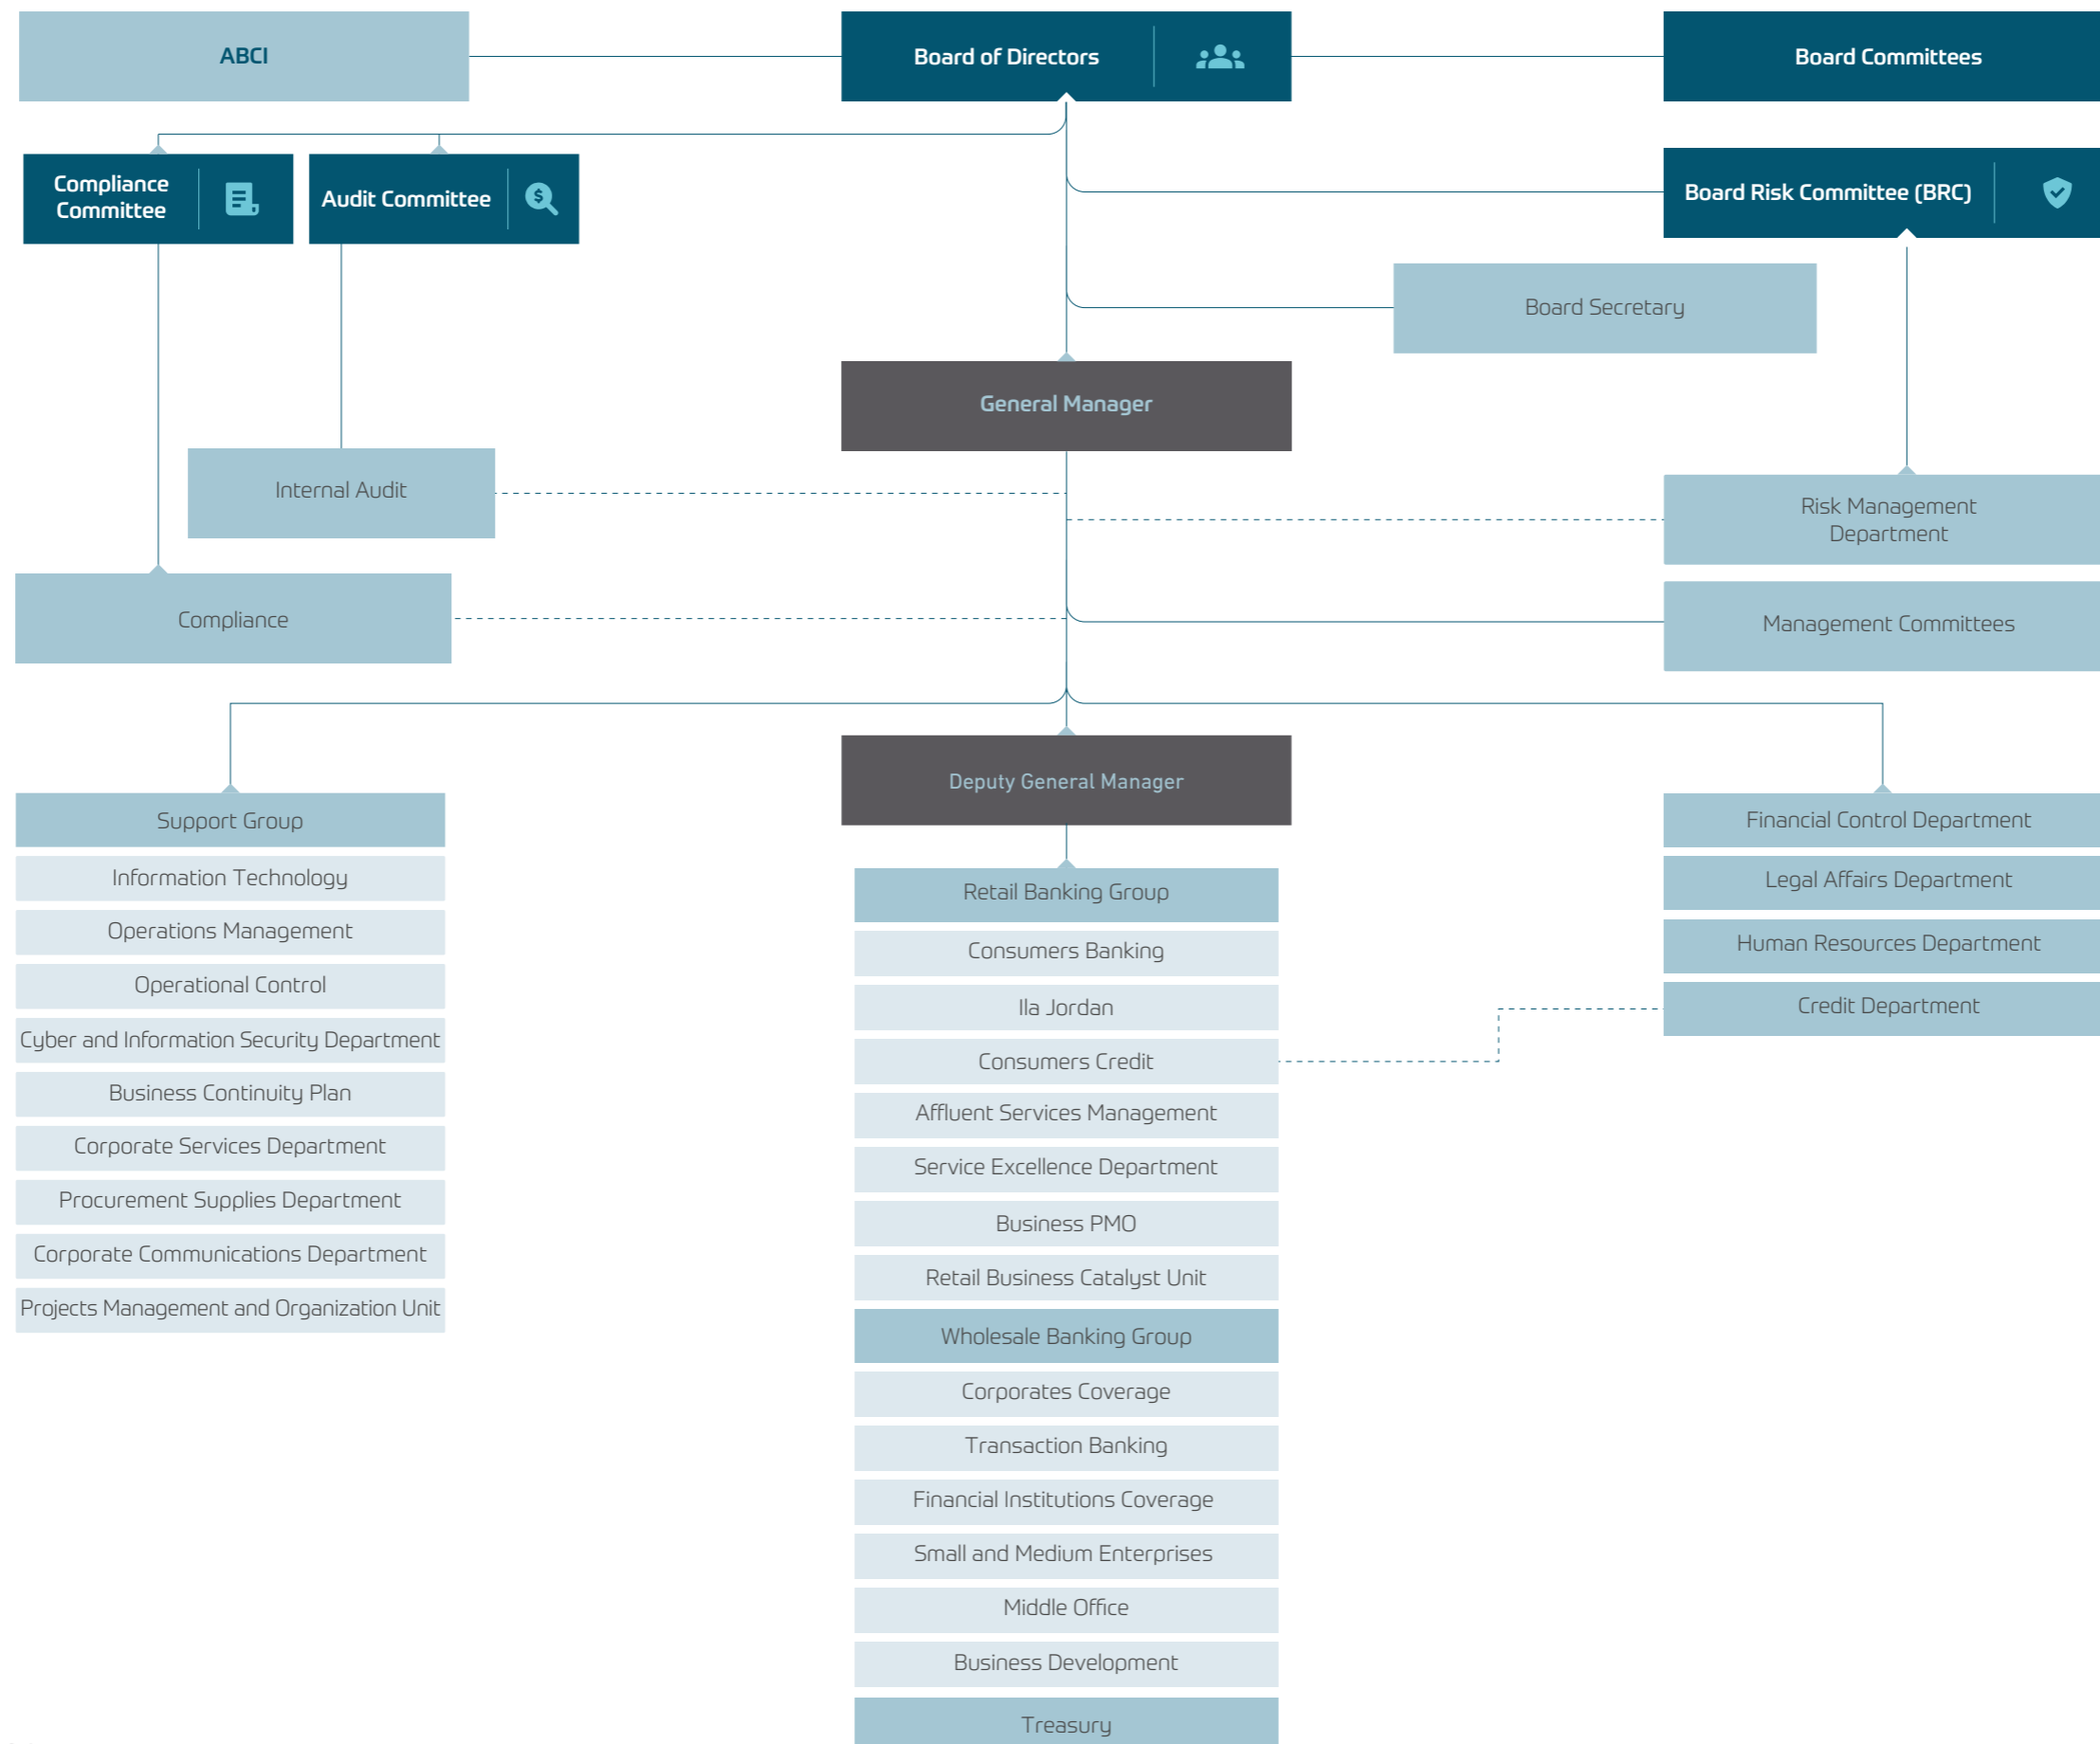 ABCI
Board of Directors
Board Committees
Compliance
Committee
Audit Committee
Board Risk Committee (BRC)
Board Secretary
General Manager
Internal Audit
Risk Management
Department
Compliance
Management Committees
Deputy General Manager
Support Group
Information Technology
Operations Management
Operational Control
Cyber and Information Security Department
Business Continuity Plan
Corporate Services Department
Procurement Supplies Department
Corporate Communications Department
Projects Management and Organization Unit
Retail Banking Group
Consumers Banking
Ila Jordan
Consumers Credit
Affluent Services Management
Service Excellence Department
Business PMO
Retail Business Catalyst Unit
Wholesale Banking Group
Corporates Coverage
Transaction Banking
Financial Institutions Coverage
Small and Medium Enterprises
Middle Office
Business Development
Treasury
Financial Control Department
Legal Affairs Department
Human Resources Department
Credit Department